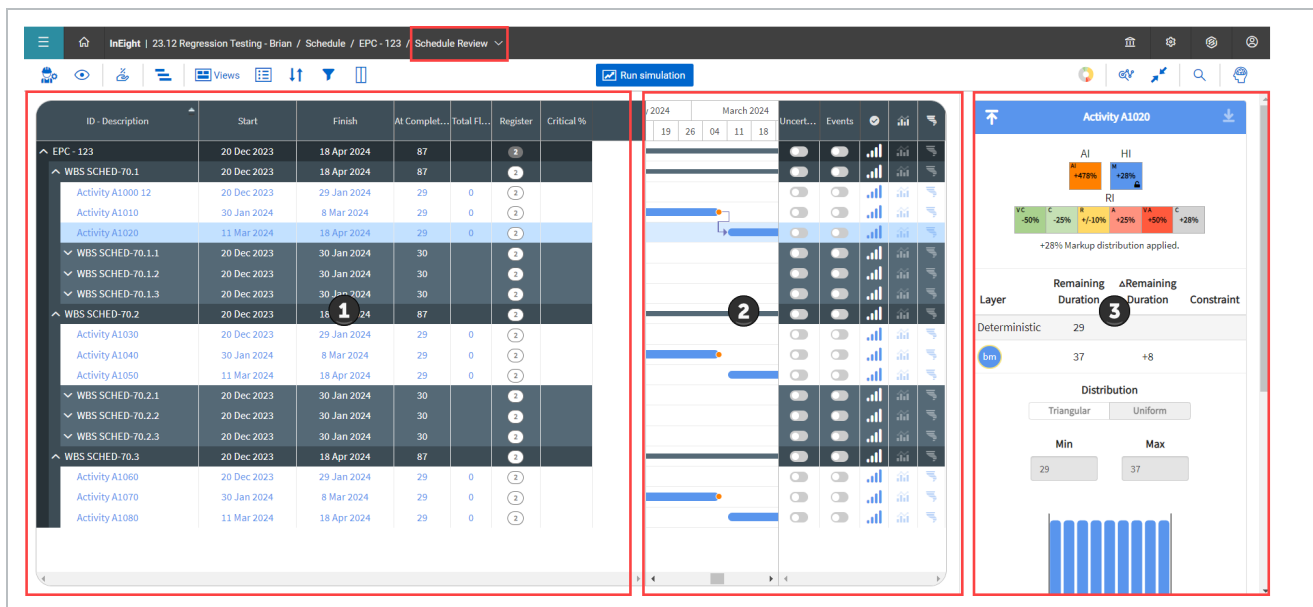 InEight | 23.12 Regression Testing - Brian / Schedule / EPC - 123 / Schedule Review
Views Run simulation
ID - Description Start Finish At Complet... Total Fl... Register Critical %
2024 March 2024
19 26 04 11 18
Uncert... Events
EPC - 123 20 Dec 2023 18 Apr 2024 87 2
WBS SCHED-70.1 20 Dec 2023 18 Apr 2024 87 2
Activity A1000 12 20 Dec 2023 29 Jan 2024 29 0 2
Activity A1010 30 Jan 2024 8 Mar 2024 29 0 2
Activity A1020 11 Mar 2024 18 Apr 2024 29 0 2
WBS SCHED-70.1.1 20 Dec 2023 30 Jan 2024 30 2
WBS SCHED-70.1.2 20 Dec 2023 30 Jan 2024 30 2
WBS SCHED-70.1.3 20 Dec 2023 30 Jan 2024 30 2
WBS SCHED-70.2 20 Dec 2023 18 24 87 2
Activity A1030 20 Dec 2023 29 Jan 2024 29 0 2
Activity A1040 30 Jan 2024 8 Mar 2024 29 0 2
Activity A1050 11 Mar 2024 18 Apr 2024 29 0 2
WBS SCHED-70.2.1 20 Dec 2023 30 Jan 2024 30 2
WBS SCHED-70.2.2 20 Dec 2023 30 Jan 2024 30 2
WBS SCHED-70.2.3 20 Dec 2023 30 Jan 2024 30 2
WBS SCHED-70.3 20 Dec 2023 18 Apr 2024 87 2
Activity A1060 20 Dec 2023 29 Jan 2024 29 0 2
Activity A1070 30 Jan 2024 8 Mar 2024 29 0 2
Activity A1080 11 Mar 2024 18 Apr 2024 29 0 2
1
2
3
Activity A1020
AI HI
AI +478% M +28%
RI
VC -50% C -25% R +/-10% A +25% VA +50% C +28%
+28% Markup distribution applied.
Layer Remaining Duration ΔRemaining Duration Constraint
Deterministic 29
bm 37 +8
Distribution
Triangular Uniform
Min Max
29 37